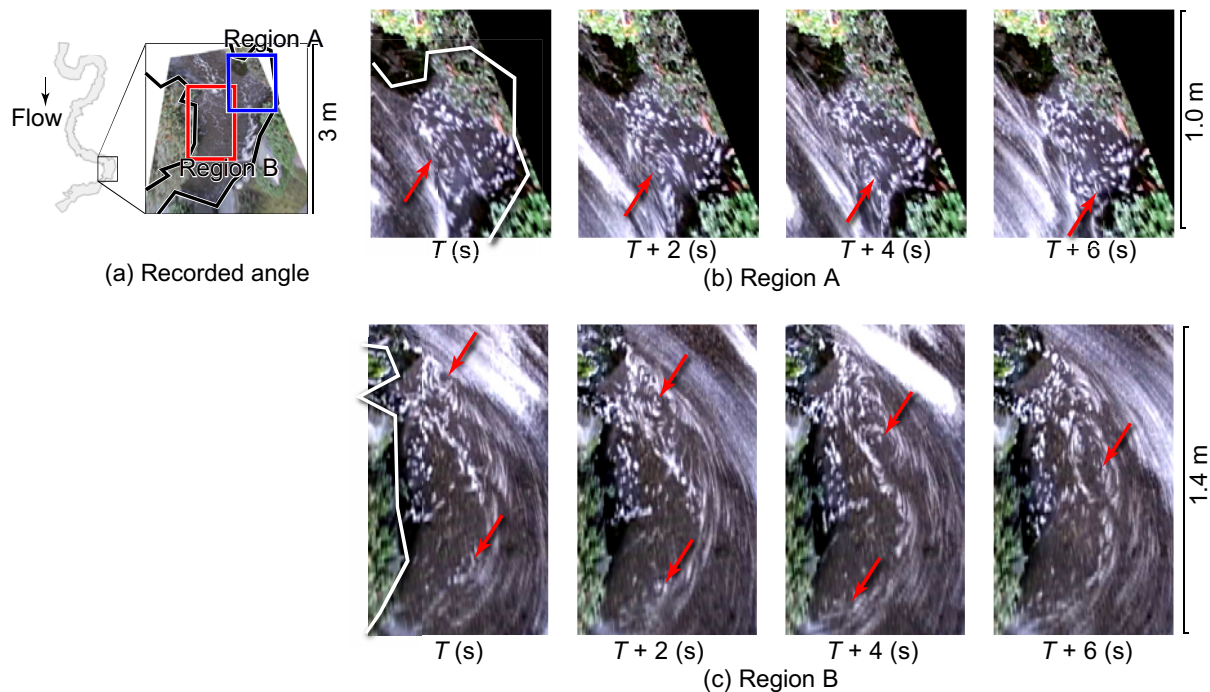 Region A
Flow
3 m
Region B
(a) Recorded angle
1.0 m
T (s)
T + 2 (s)
T + 4 (s)
T + 6 (s)
(b) Region A
1.4 m
T (s)
T + 2 (s)
T + 4 (s)
T + 6 (s)
(c) Region B